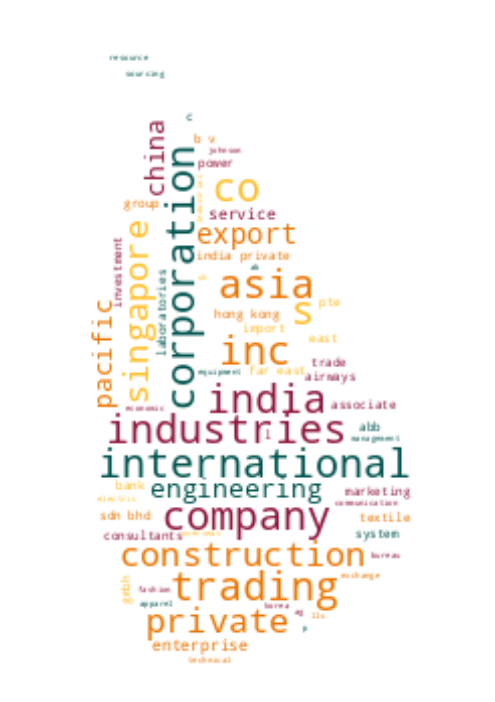 resource
sourcing
c
china
b v
johnson
corporation
power
co
group
service
singapore
export
investment
india private
laboratories
asia
s
pte
pacific
hong kong
import
east
inc
trade
equipment
far east
airways
india
economic
associate
industries
l
abb
management
international
bank
engineering
marketing
electric
communication
company
sdn bhd
textile
consultants
system
construction
bureau
gmbh
trading
exchange
fashion
apparel
korea
ag
llc
private
p
enterprise
technical